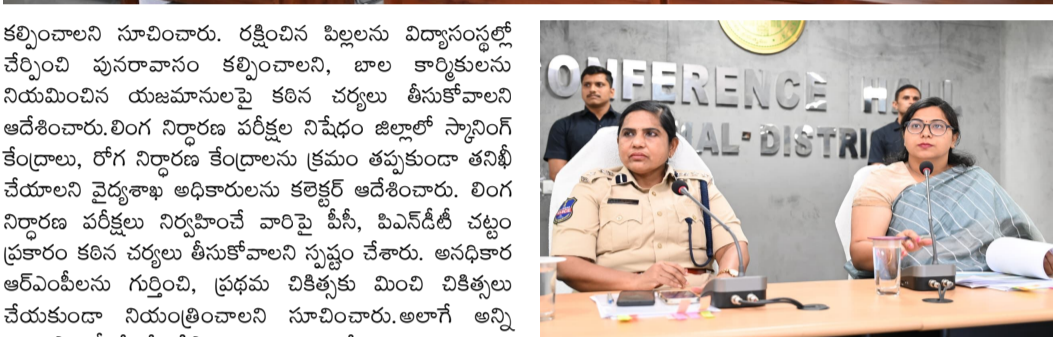 కల్పించాలని సూచించారు. రక్షించిన పిల్లలను విద్యాసంస్థల్లో
చేర్పించి పునరావాసం కల్పించాలని, బాల కార్మికులను
నియమించిన యజమానులపై కఠిన చర్యలు తీసుకోవాలని
ఆదేశించారు.లింగ నిర్ధారణ పరీక్షల నిషేధం జిల్లాలో స్కానింగ్
కేంద్రాలు, రోగ నిర్ధారణ కేంద్రాలను క్రమం తప్పకుండా తనిఖీ
చేయాలని వైద్యశాఖ అధికారులను కలెక్టర్ ఆదేశించారు. లింగ
నిర్ధారణ పరీక్షలు నిర్వహించే వారిపై పీసీ, పిఎన్‌డీటీ చట్టం
ప్రకారం కఠిన చర్యలు తీసుకోవాలని స్పష్టం చేశారు. అనధికార
ఆర్ఎంపీలను గుర్తించి, ప్రథమ చికిత్సకు మించి చికిత్సలు
చేయకుండా నియంత్రించాలని సూచించారు.అలాగే అన్ని
CONFERENCE
DISTRI